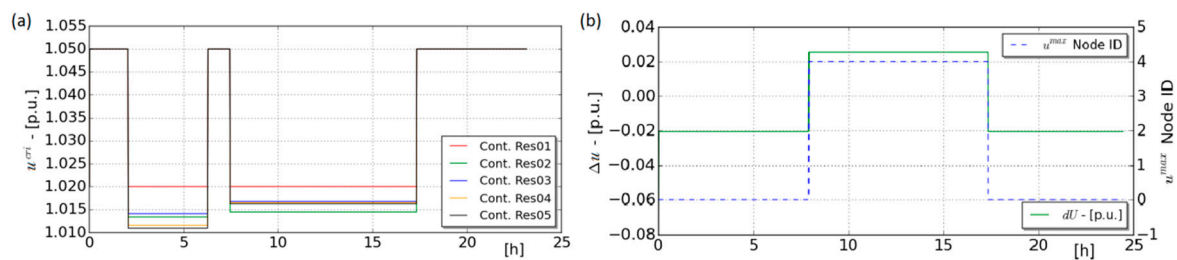 (a)
1.055
1.050
1.045
1.040
1.035
1.030
1.025
1.020
1.015
1.010
u^cri - [p.u.]
Cont. Res01
Cont. Res02
Cont. Res03
Cont. Res04
Cont. Res05
0 5 10 15 20 25
[h]
(b)
0.04
0.02
0.00
−0.02
−0.04
−0.06
−0.08
Δu - [p.u.]
u^max Node ID
dU - [p.u.]
5
4
3
2
1
0
−1
u^max Node ID
0 5 10 15 20 25
[h]